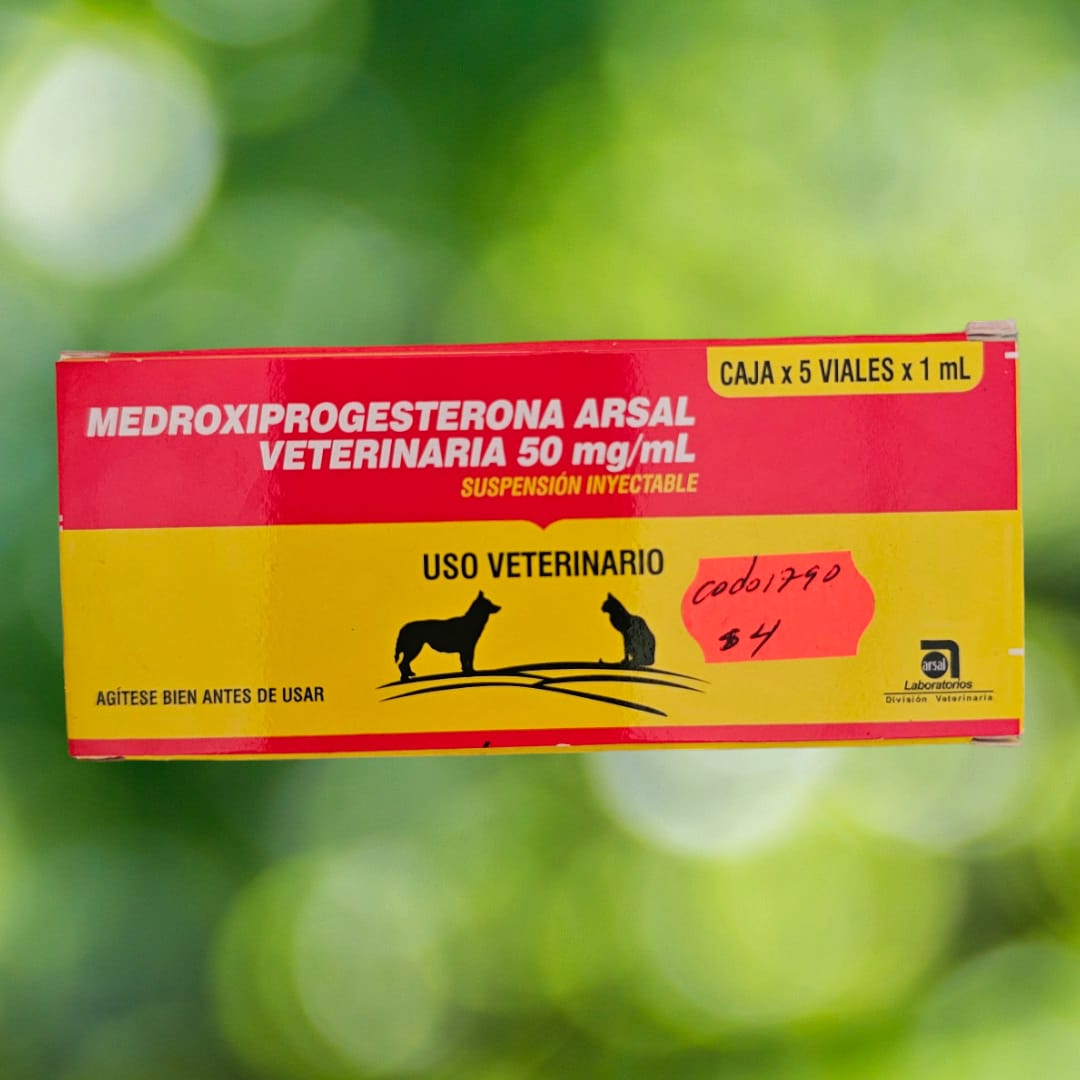 CAJA x 5 VIALES x 1 mL
MEDROXIPROGESTERONA ARSAL
VETERINARIA 50 mg/mL
SUSPENSIÓN INYECTABLE
USO VETERINARIO
cod01790
$4
AGÍTESE BIEN ANTES DE USAR
arsal
Laboratorios
División Veterinaria